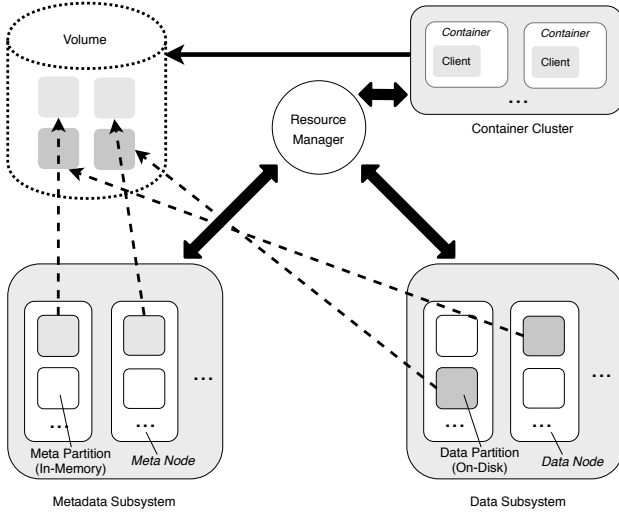 Volume
Container
Client
Container
Client
...
Container Cluster
Resource
Manager
...
Meta Partition
(In-Memory)
...
Meta Node
...
Metadata Subsystem
...
Data Partition
(On-Disk)
...
Data Node
...
Data Subsystem